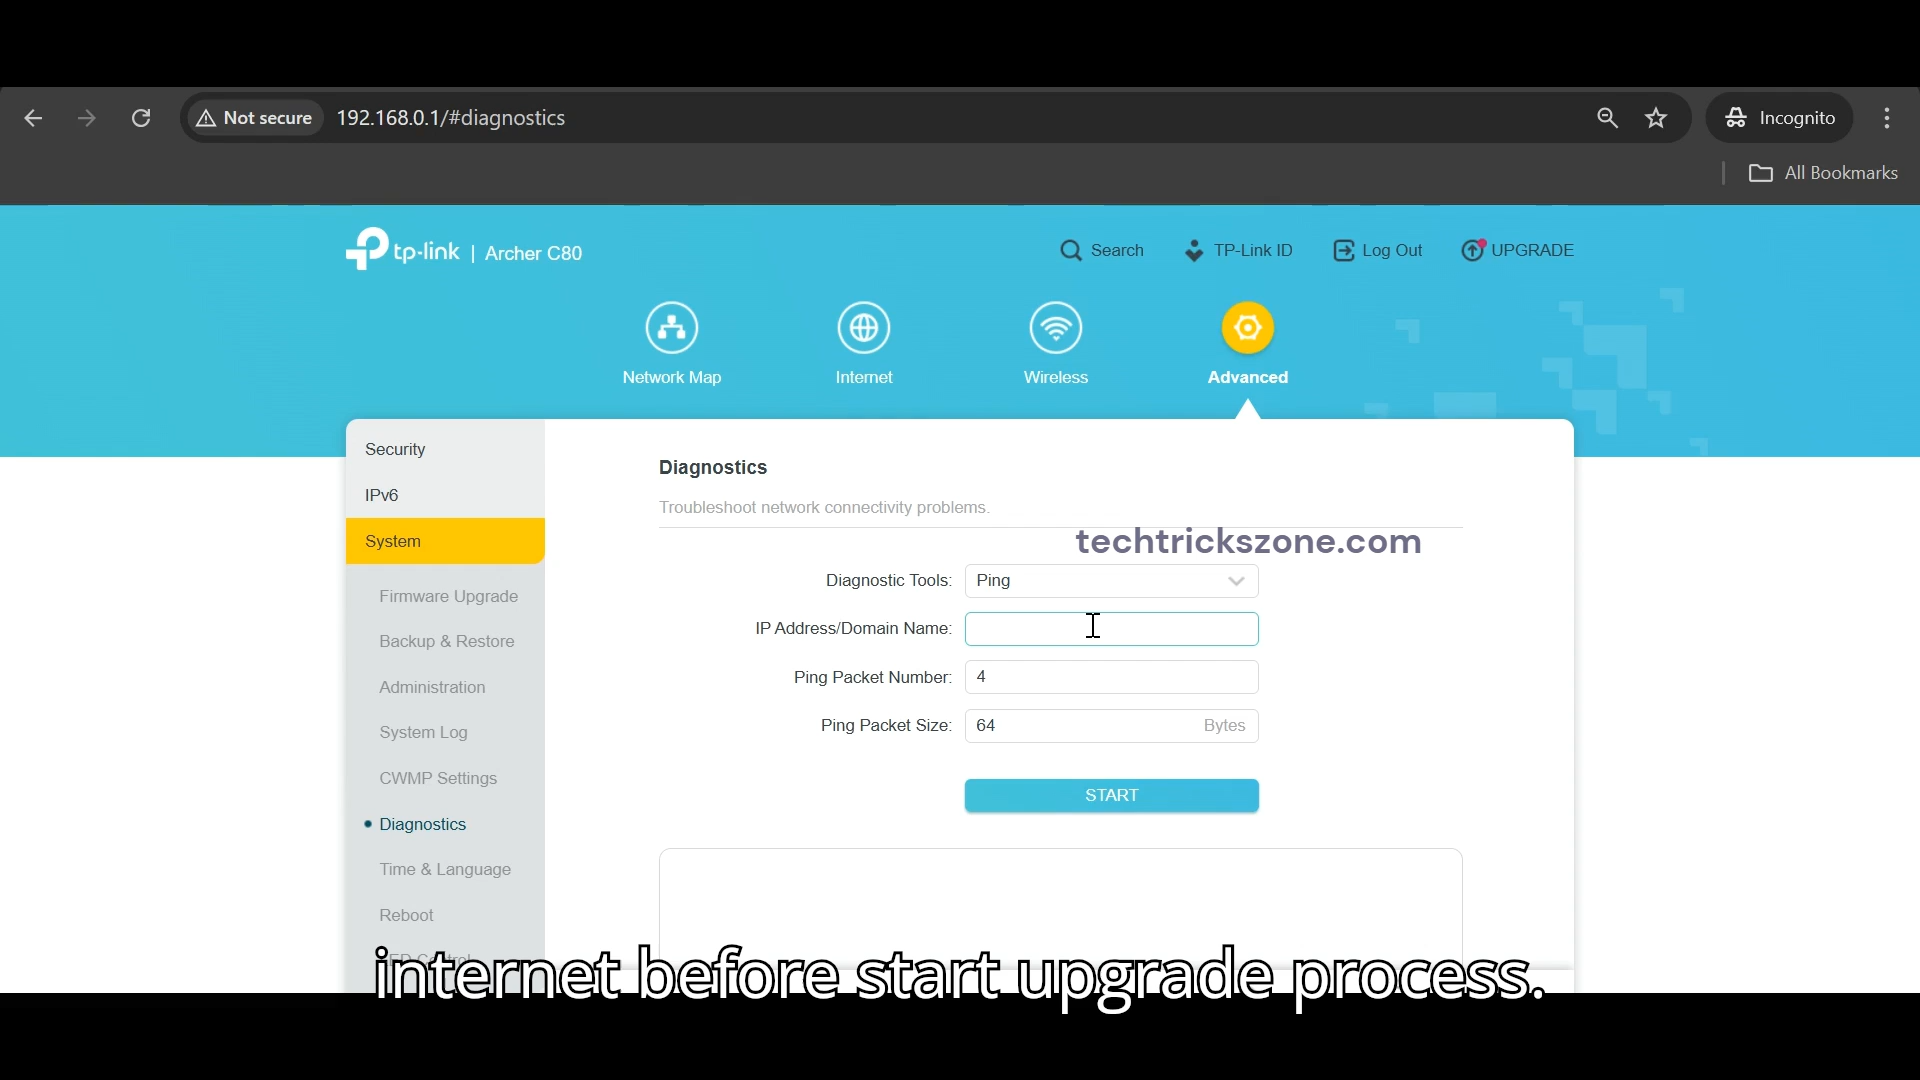 Not secure 192.168.0.1/#diagnostics Incognito
All Bookmarks
tp-link | Archer C80 Search TP-Link ID Log Out UPGRADE
Network Map Internet Wireless Advanced
Security
IPv6
System
Firmware Upgrade
Backup & Restore
Administration
System Log
CWMP Settings
Diagnostics
Time & Language
Reboot
Diagnostics
Troubleshoot network connectivity problems.
techtrickszone.com
Diagnostic Tools: Ping
IP Address/Domain Name:
Ping Packet Number: 4
Ping Packet Size: 64 Bytes
START
internet before start upgrade process.